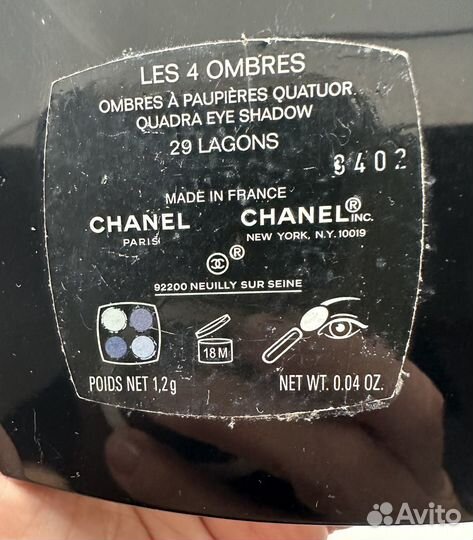 LES 4 OMBRES
OMBRES À PAUPIÈRES QUATUOR
QUADRA EYE SHADOW
29 LAGONS
8402
MADE IN FRANCE
CHANEL CHANEL® INC.
PARIS NEW YORK, N.Y. 10019
®
92200 NEUILLY SUR SEINE
18 M
POIDS NET 1,2g NET WT. 0.04 OZ.
Avito